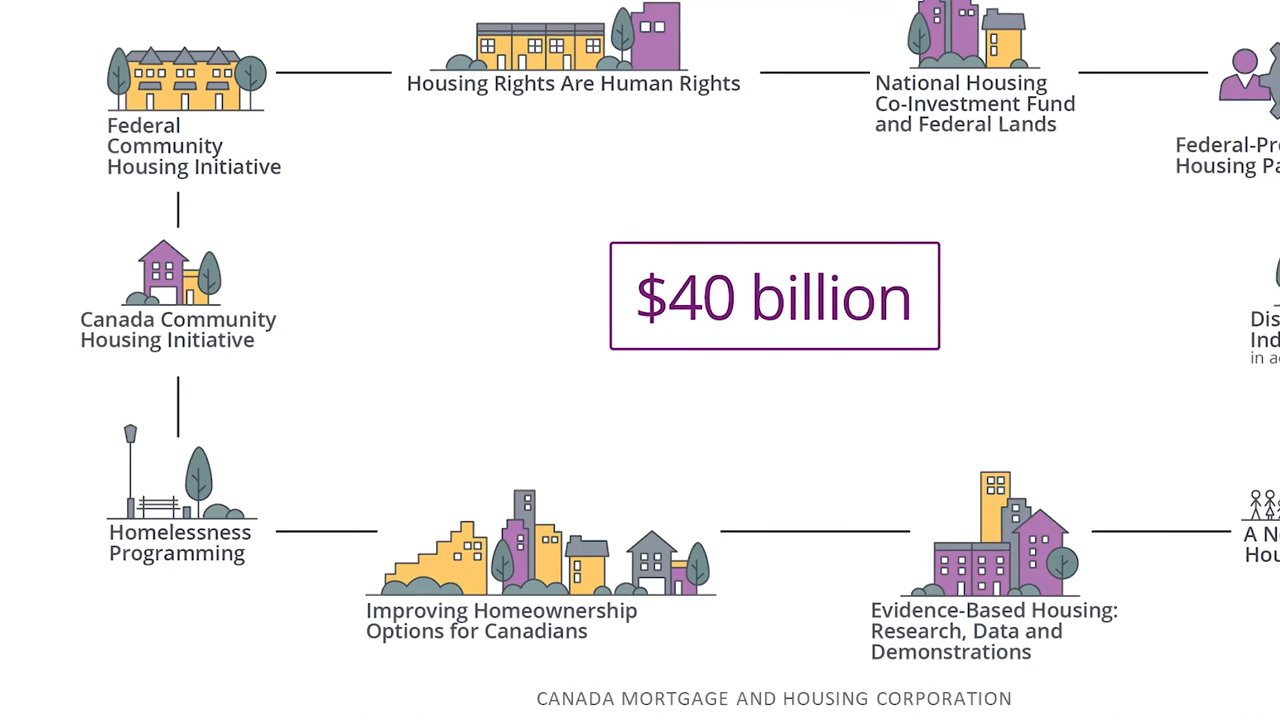 Housing Rights Are Human Rights
National Housing
Co-Investment Fund
and Federal Lands
Federal
Community
Housing Initiative
Housing
$40 billion
Canada Community
Housing Initiative
in
Homelessness
Programming
A
Improving Homeownership
Options for Canadians
Evidence-Based Housing:
Research, Data and
Demonstrations
CANADA MORTGAGE AND HOUSING CORPORATION